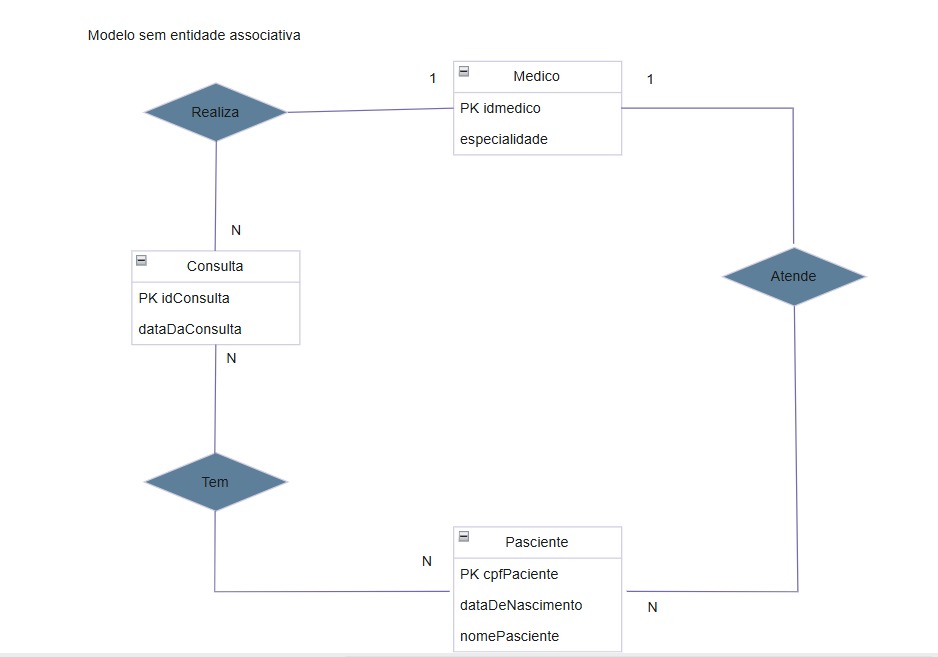 Modelo sem entidade associativa
1
Medico
1
PK idmedico
especialidade
Realiza
N
Consulta
PK idConsulta
dataDaConsulta
N
Atende
Tem
N
Pasciente
PK cpfPaciente
dataDeNascimento
nomePasciente
N